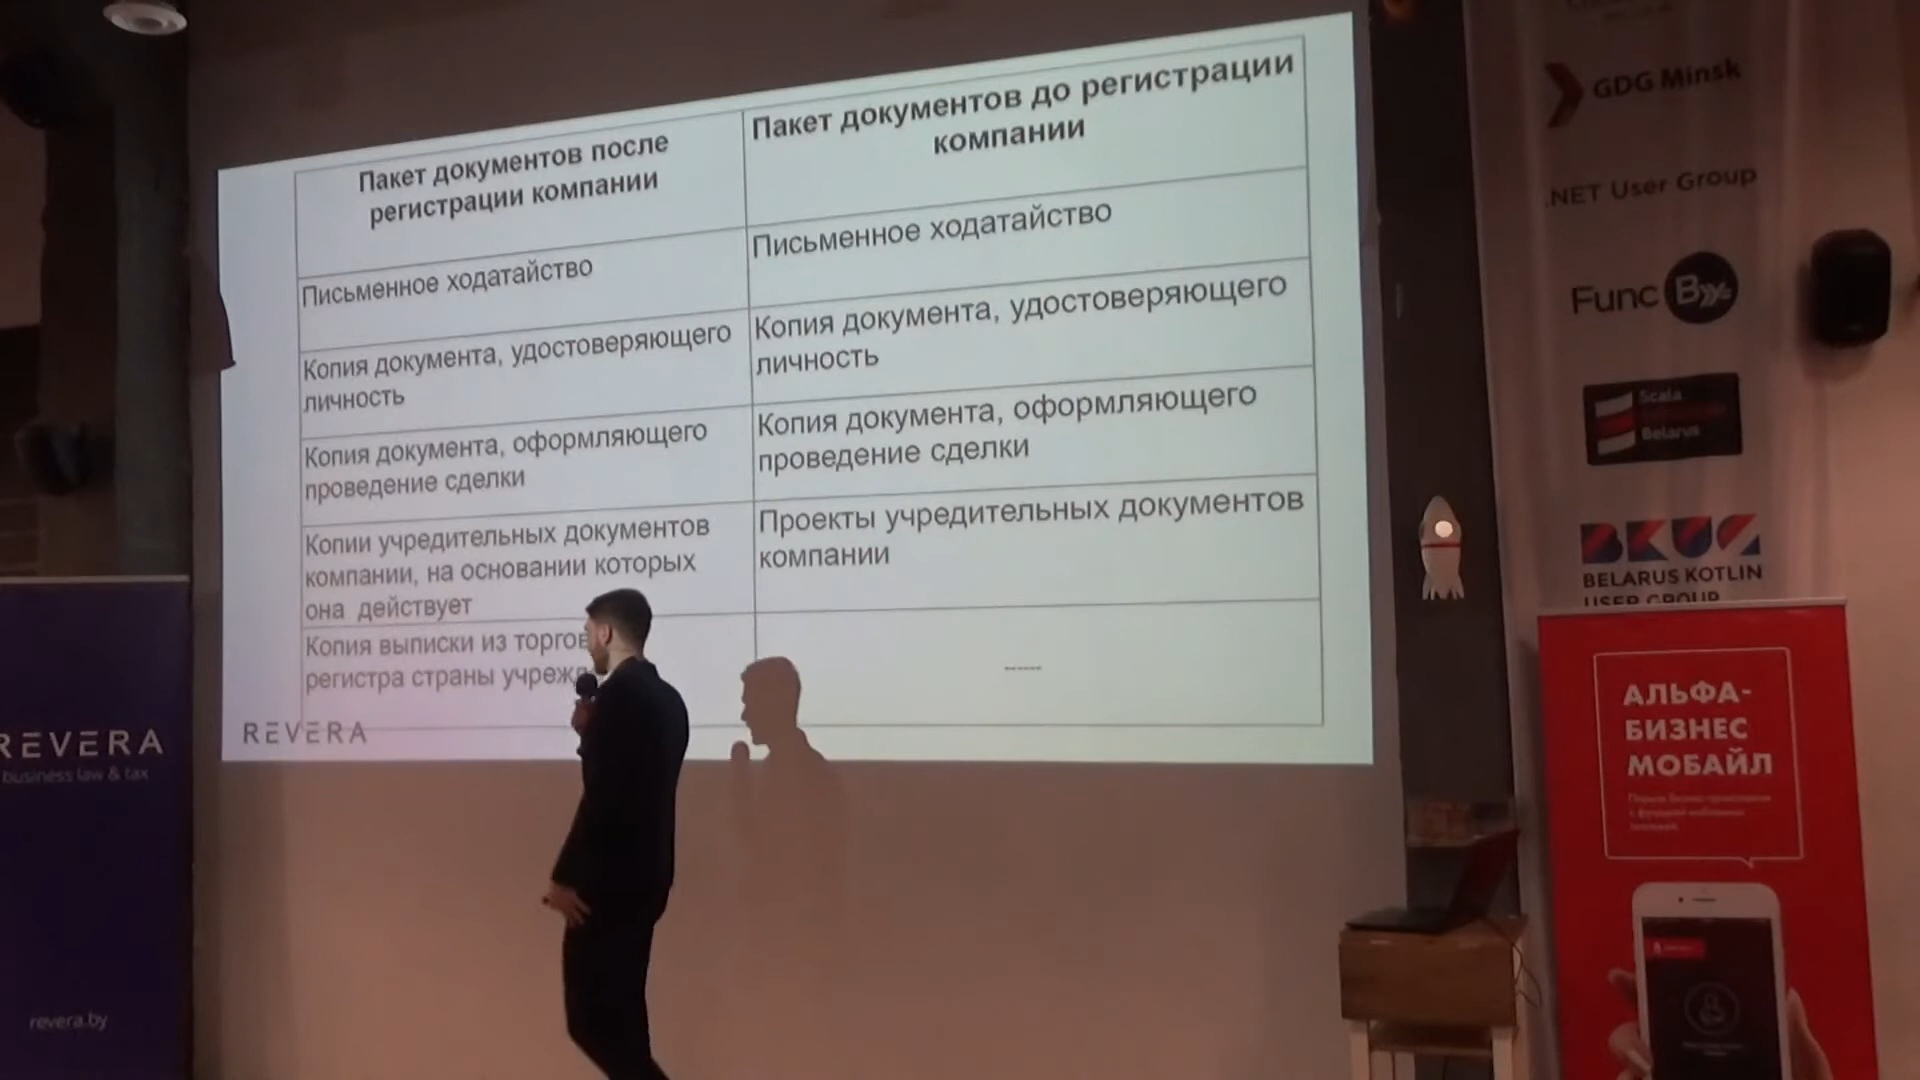 Пакет документов после
регистрации компании
Пакет документов до регистрации
компании
Письменное ходатайство
Письменное ходатайство
Копия документа, удостоверяющего
личность
Копия документа, удостоверяющего
личность
Копия документа, оформляющего
проведение сделки
Копия документа, оформляющего
проведение сделки
Копии учредительных документов
компании, на основании которых
она действует
Проекты учредительных документов
компании
Копия выписки из
регистра страны
------
REVERA
REVERA
business law & tax
revera.by
GDG Minsk
.NET User Group
Func By
Scala
Belarus
BKUG
BELARUS KOTLIN
USER GROUP
АЛЬФА-
БИЗНЕС
МОБАЙЛ